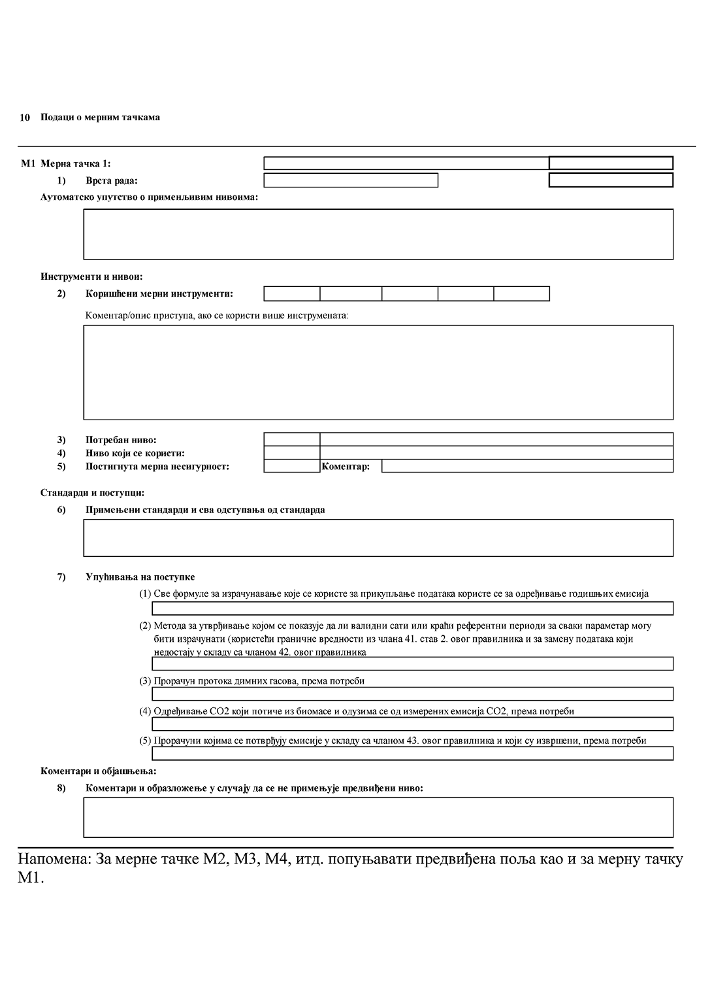 10 Подаци о мерним тачкама
М1 Мерна тачка 1:
1) Врста рада:
Аутоматско упутство о применљивим нивоима:
Инструменти и нивои:
2) Коришћени мерни инструменти:
Коментар/опис приступа, ако се користи више инструмената:
3) Потребан ниво:
4) Ниво који се користи:
5) Постигнута мерна несигурност: Коментар:
Стандарди и поступци:
6) Примењени стандарди и сва одступања од стандарда
7) Упућивања на поступке
(1) Све формуле за израчунавање које се користе за прикупљање података користе се за одређивање годишњих емисија
(2) Метода за утврђивање којом се показује да ли валидни сати или краћи референтни периоди за сваки параметар могу
бити израчунати (користећи граничне вредности из члана 41. став 2. овог правилника и за замену података који
недостају у складу са чланом 42. овог правилника
(3) Прорачун протока димних гасова, према потреби
(4) Одређивање СО2 који потиче из биомасе и одузима се од измерених емисија СО2, према потреби
(5) Прорачуни којима се потврђују емисије у складу са чланом 43. овог правилника и који су извршени, према потреби
Коментари и објашњења:
8) Коментари и образложење у случају да се не примењује предвиђени ниво:
Напомена: За мерне тачке М2, М3, М4, итд. попуњавати предвиђена поља као и за мерну тачку
М1.